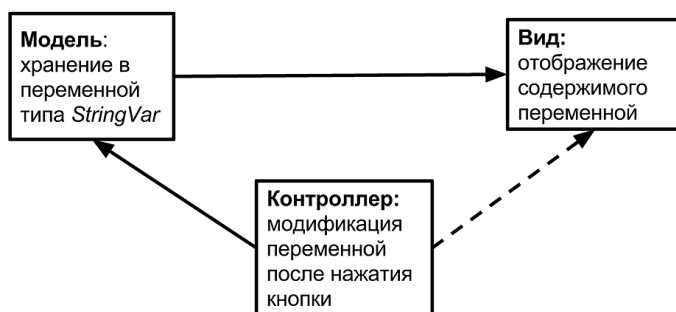 Модель:
хранение в
переменной
типа StringVar
Вид:
отображение
содержимого
переменной
Контроллер:
модификация
переменной
после нажатия
кнопки